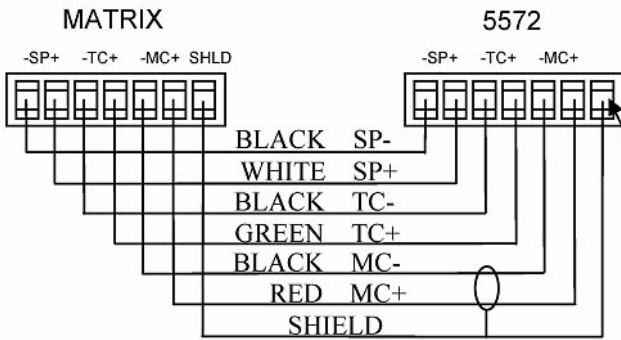 MATRIX 5572
-SP+ -TC+ -MC+ SHLD -SP+ -TC+ -MC+
BLACK SP-
WHITE SP+
BLACK TC-
GREEN TC+
BLACK MC-
RED MC+
SHIELD